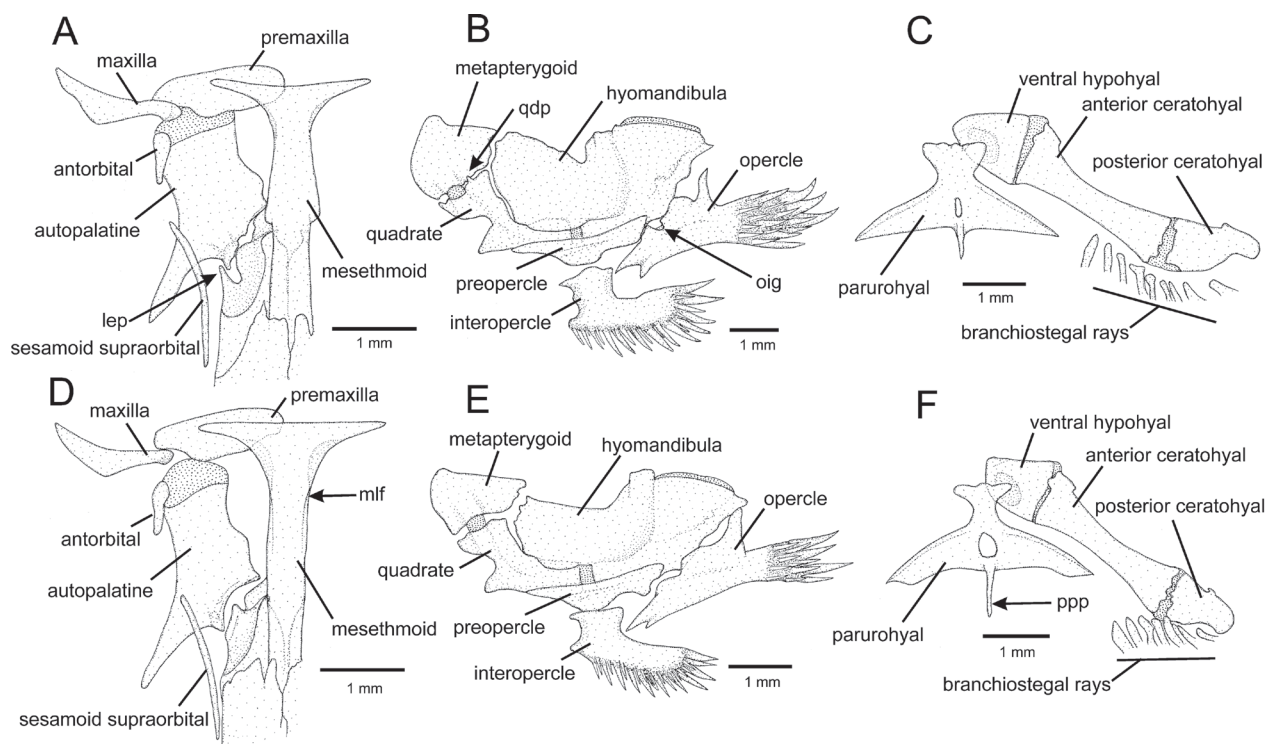 A
premaxilla
maxilla
antorbital
autopalatine
mesethmoid
lep
sesamoid supraorbital
1 mm
B
metapterygoid
qdp
hyomandibula
opercle
quadrate
preopercle
oig
interopercle
1 mm
C
ventral hypohyal
anterior ceratohyal
posterior ceratohyal
parurohyal
1 mm
branchiostegal rays
D
premaxilla
maxilla
mlf
antorbital
autopalatine
mesethmoid
sesamoid supraorbital
1 mm
E
metapterygoid
hyomandibula
opercle
quadrate
preopercle
interopercle
1 mm
F
ventral hypohyal
anterior ceratohyal
posterior ceratohyal
ppp
parurohyal
1 mm
branchiostegal rays